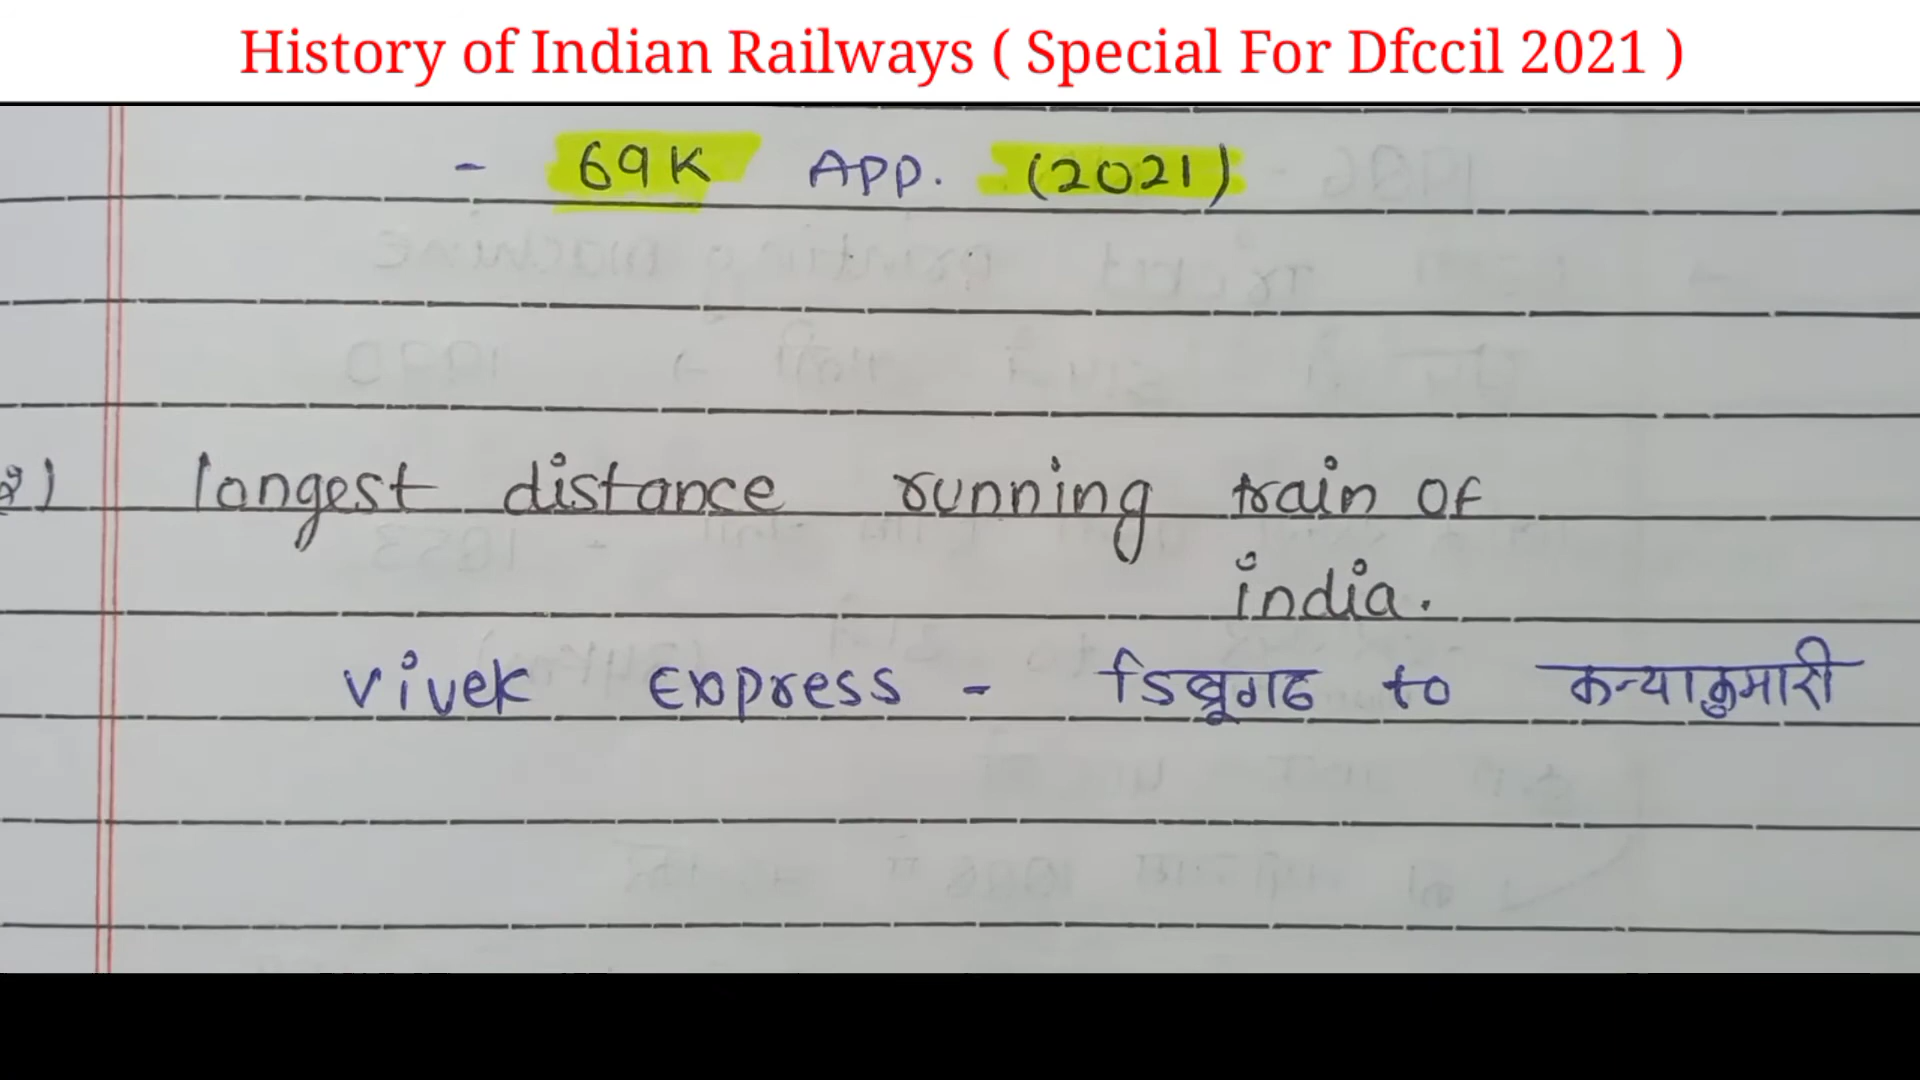 History of Indian Railways ( Special For Dfccil 2021 )
- 69K APP. (2021)
longest distance running train of
india.
vivek Express - डिब्रूगढ to कन्याकुमारी